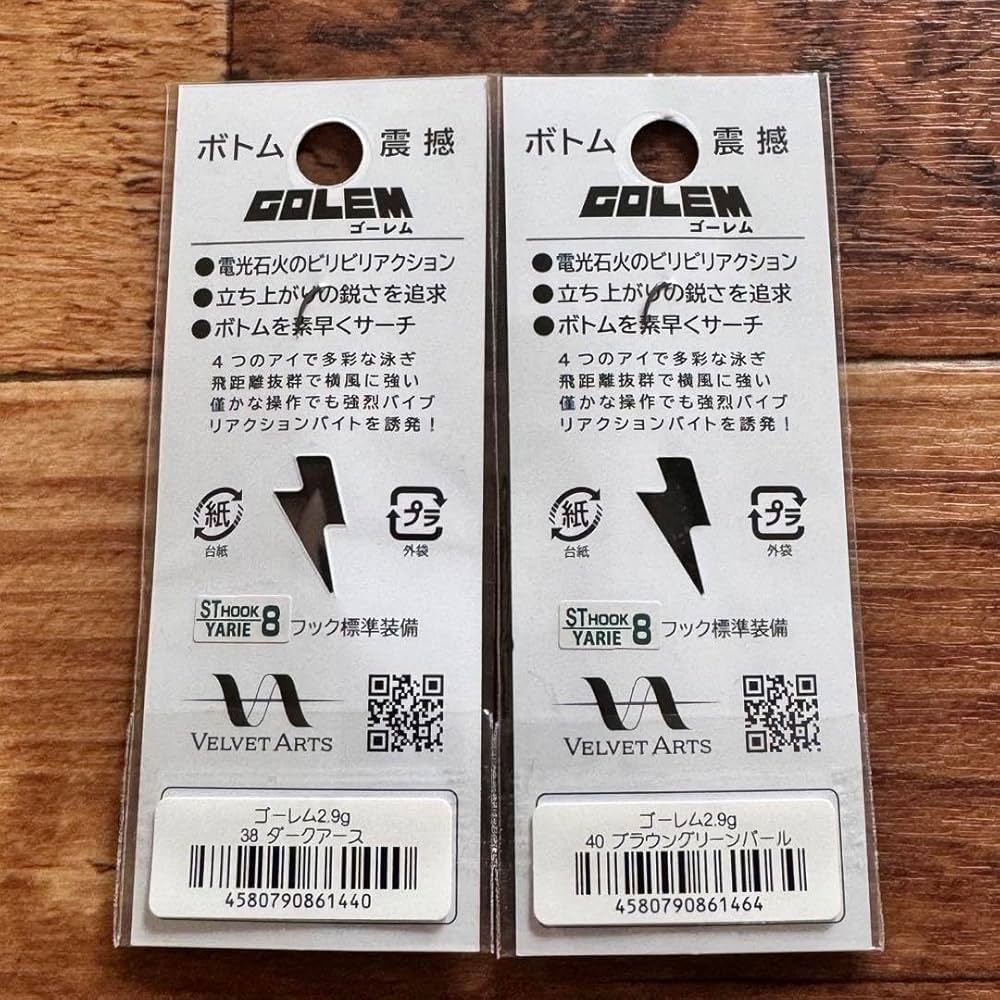 ボトム 震撼
GOLEM
ゴーレム
●電光石火のビリビリアクション
●立ち上がりの鋭さを追求
●ボトムを素早くサーチ
4つのアイで多彩な泳ぎ
飛距離抜群で横風に強い
僅かな操作でも強烈バイブ
リアクションバイトを誘発!
紙
台紙
プラ
外袋
ST HOOK
YARIE 8
フック標準装備
VELVET ARTS
ゴーレム2.9g
38 ダークアース
4580790861440
ボトム 震撼
GOLEM
ゴーレム
●電光石火のビリビリアクション
●立ち上がりの鋭さを追求
●ボトムを素早くサーチ
4つのアイで多彩な泳ぎ
飛距離抜群で横風に強い
僅かな操作でも強烈バイブ
リアクションバイトを誘発!
紙
台紙
プラ
外袋
ST HOOK
YARIE 8
フック標準装備
VELVET ARTS
ゴーレム2.9g
40 ブラウングリーンパール
4580790861464